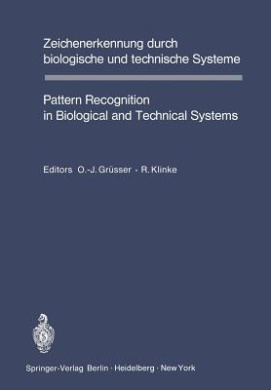 Zeichenerkennung durch
biologische und technische Systeme
Pattern Recognition
in Biological and Technical Systems
Editors O.-J. Grüsser · R. Klinke
Springer-Verlag Berlin · Heidelberg · New York